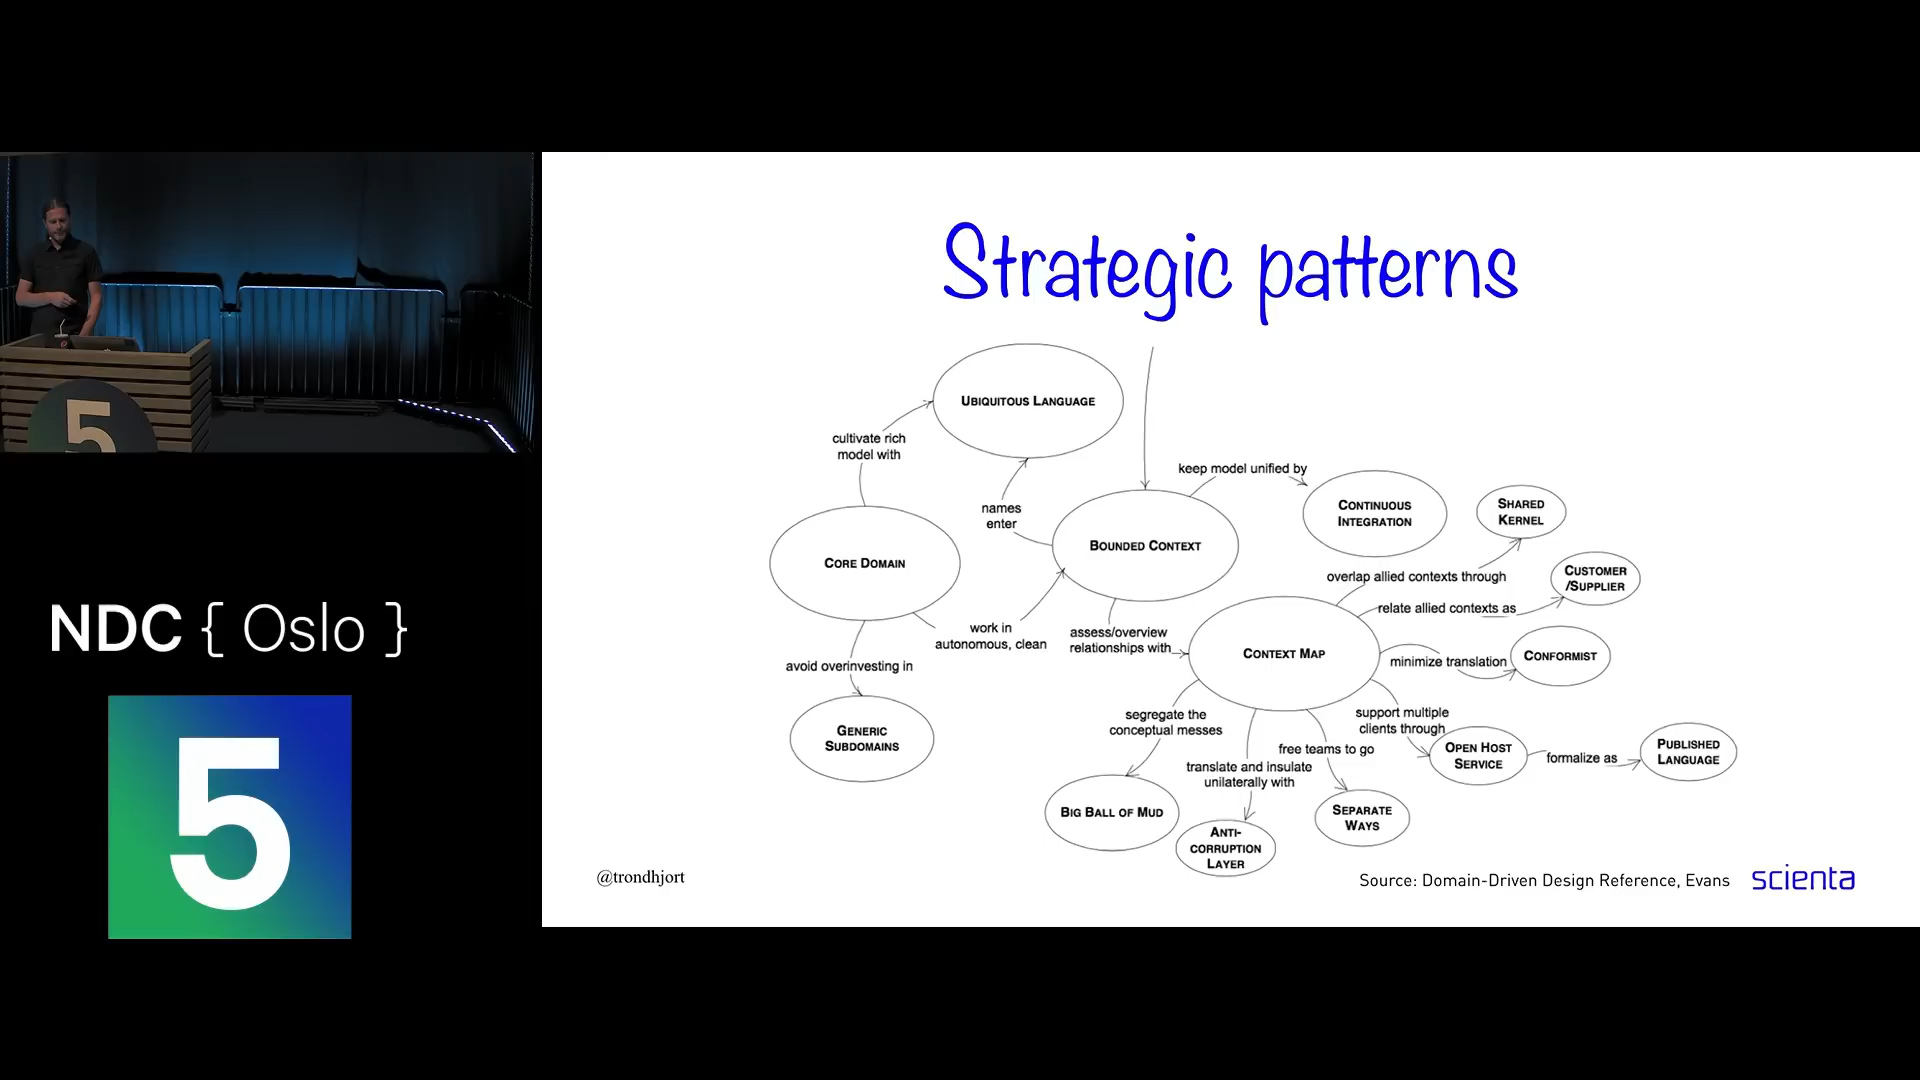 5
NDC { Oslo }
5
Strategic patterns
UBIQUITOUS LANGUAGE
cultivate rich
model with
names
enter
keep model unified by
CONTINUOUS
INTEGRATION
SHARED
KERNEL
CORE DOMAIN
BOUNDED CONTEXT
overlap allied contexts through
CUSTOMER
/SUPPLIER
relate allied contexts as
work in
autonomous, clean
assess/overview
relationships with
CONTEXT MAP
minimize translation
CONFORMIST
avoid overinvesting in
GENERIC
SUBDOMAINS
segregate the
conceptual messes
support multiple
clients through
free teams to go
translate and insulate
unilaterally with
OPEN HOST
SERVICE
formalize as
PUBLISHED
LANGUAGE
BIG BALL OF MUD
ANTI-
CORRUPTION
LAYER
SEPARATE
WAYS
@trondhjort
Source: Domain-Driven Design Reference, Evans
scienta